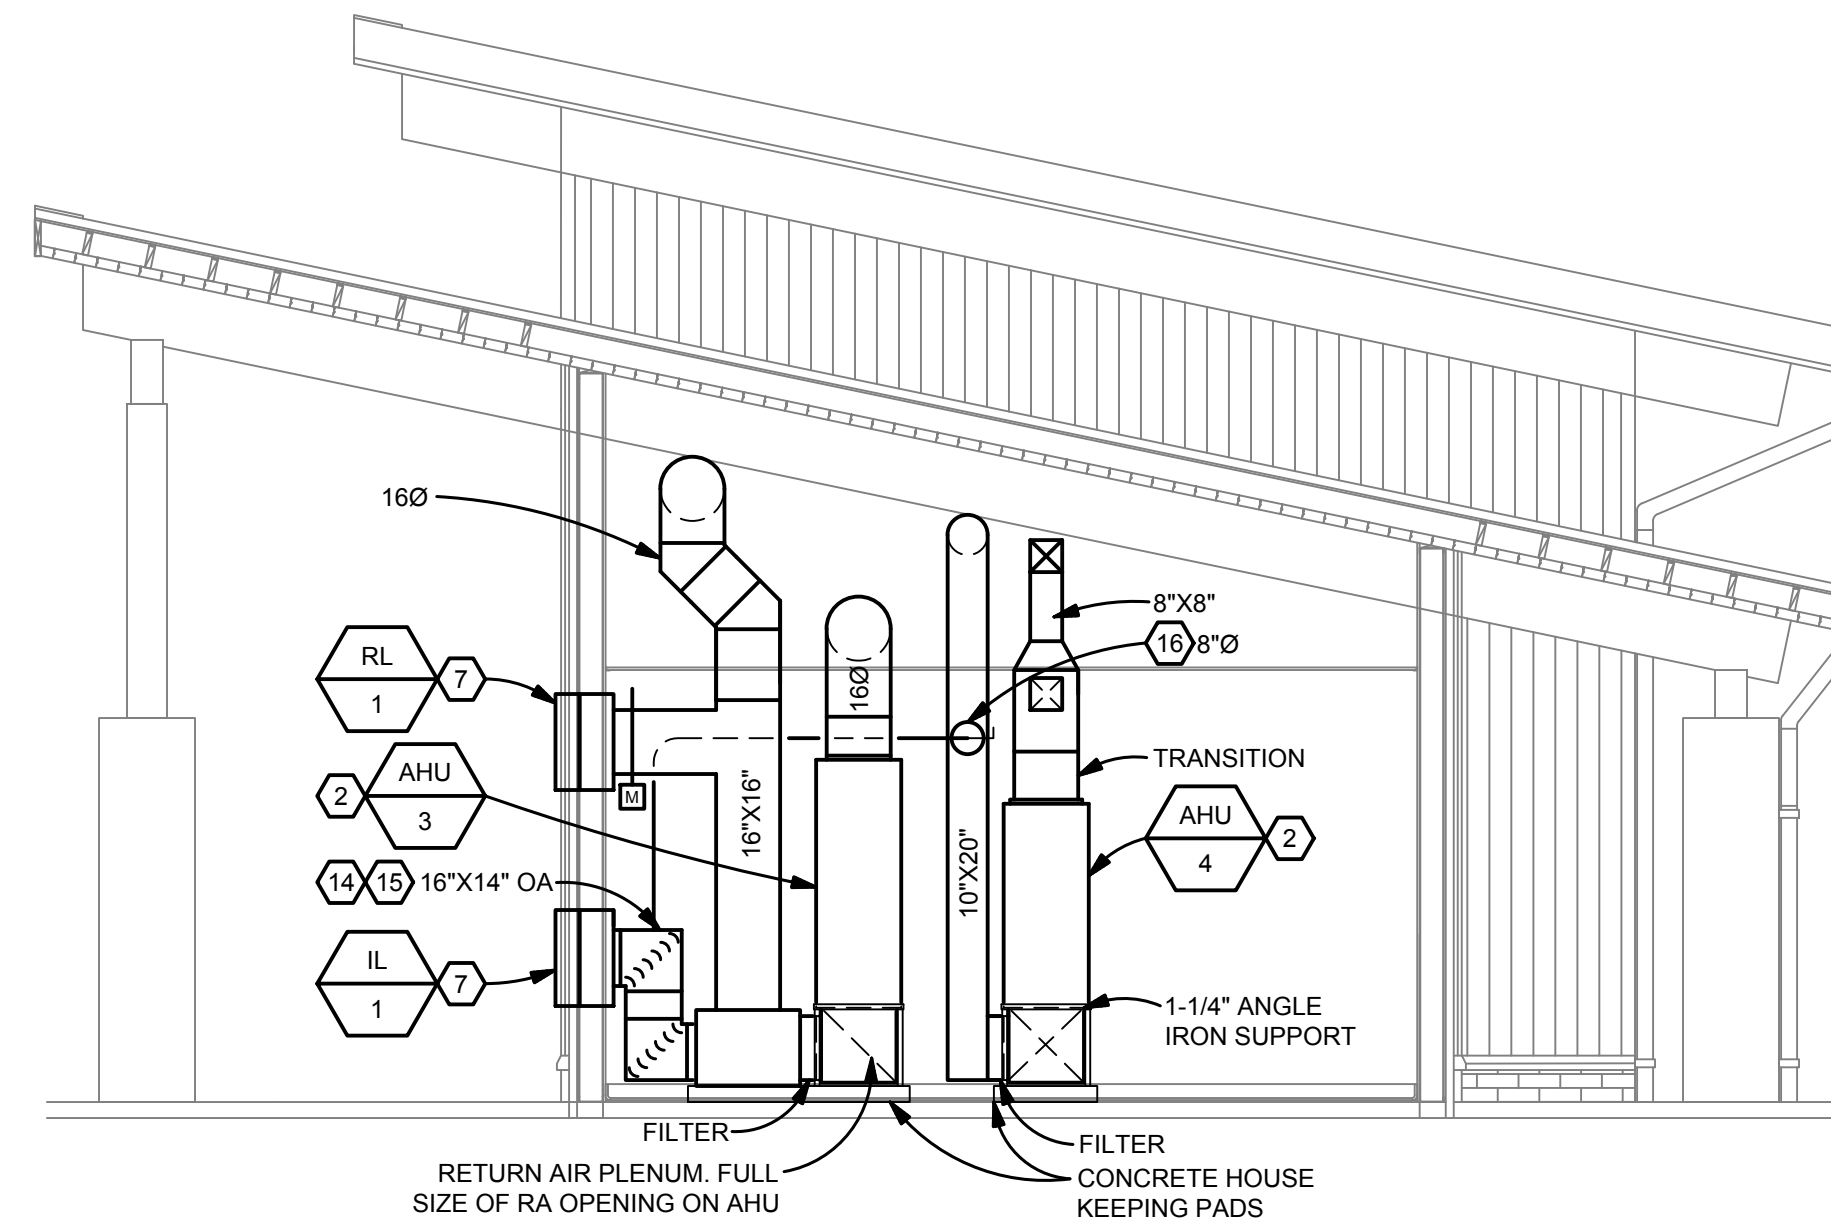 16Ø
8"X8"
16 8"Ø
RL
1
7
16Ø
TRANSITION
AHU
3
2
M
16"X16"
AHU
4
2
10"X20"
14 15 16"X14" OA
IL
1
7
1-1/4" ANGLE
IRON SUPPORT
FILTER
RETURN AIR PLENUM. FULL
SIZE OF RA OPENING ON AHU
FILTER
CONCRETE HOUSE
KEEPING PADS